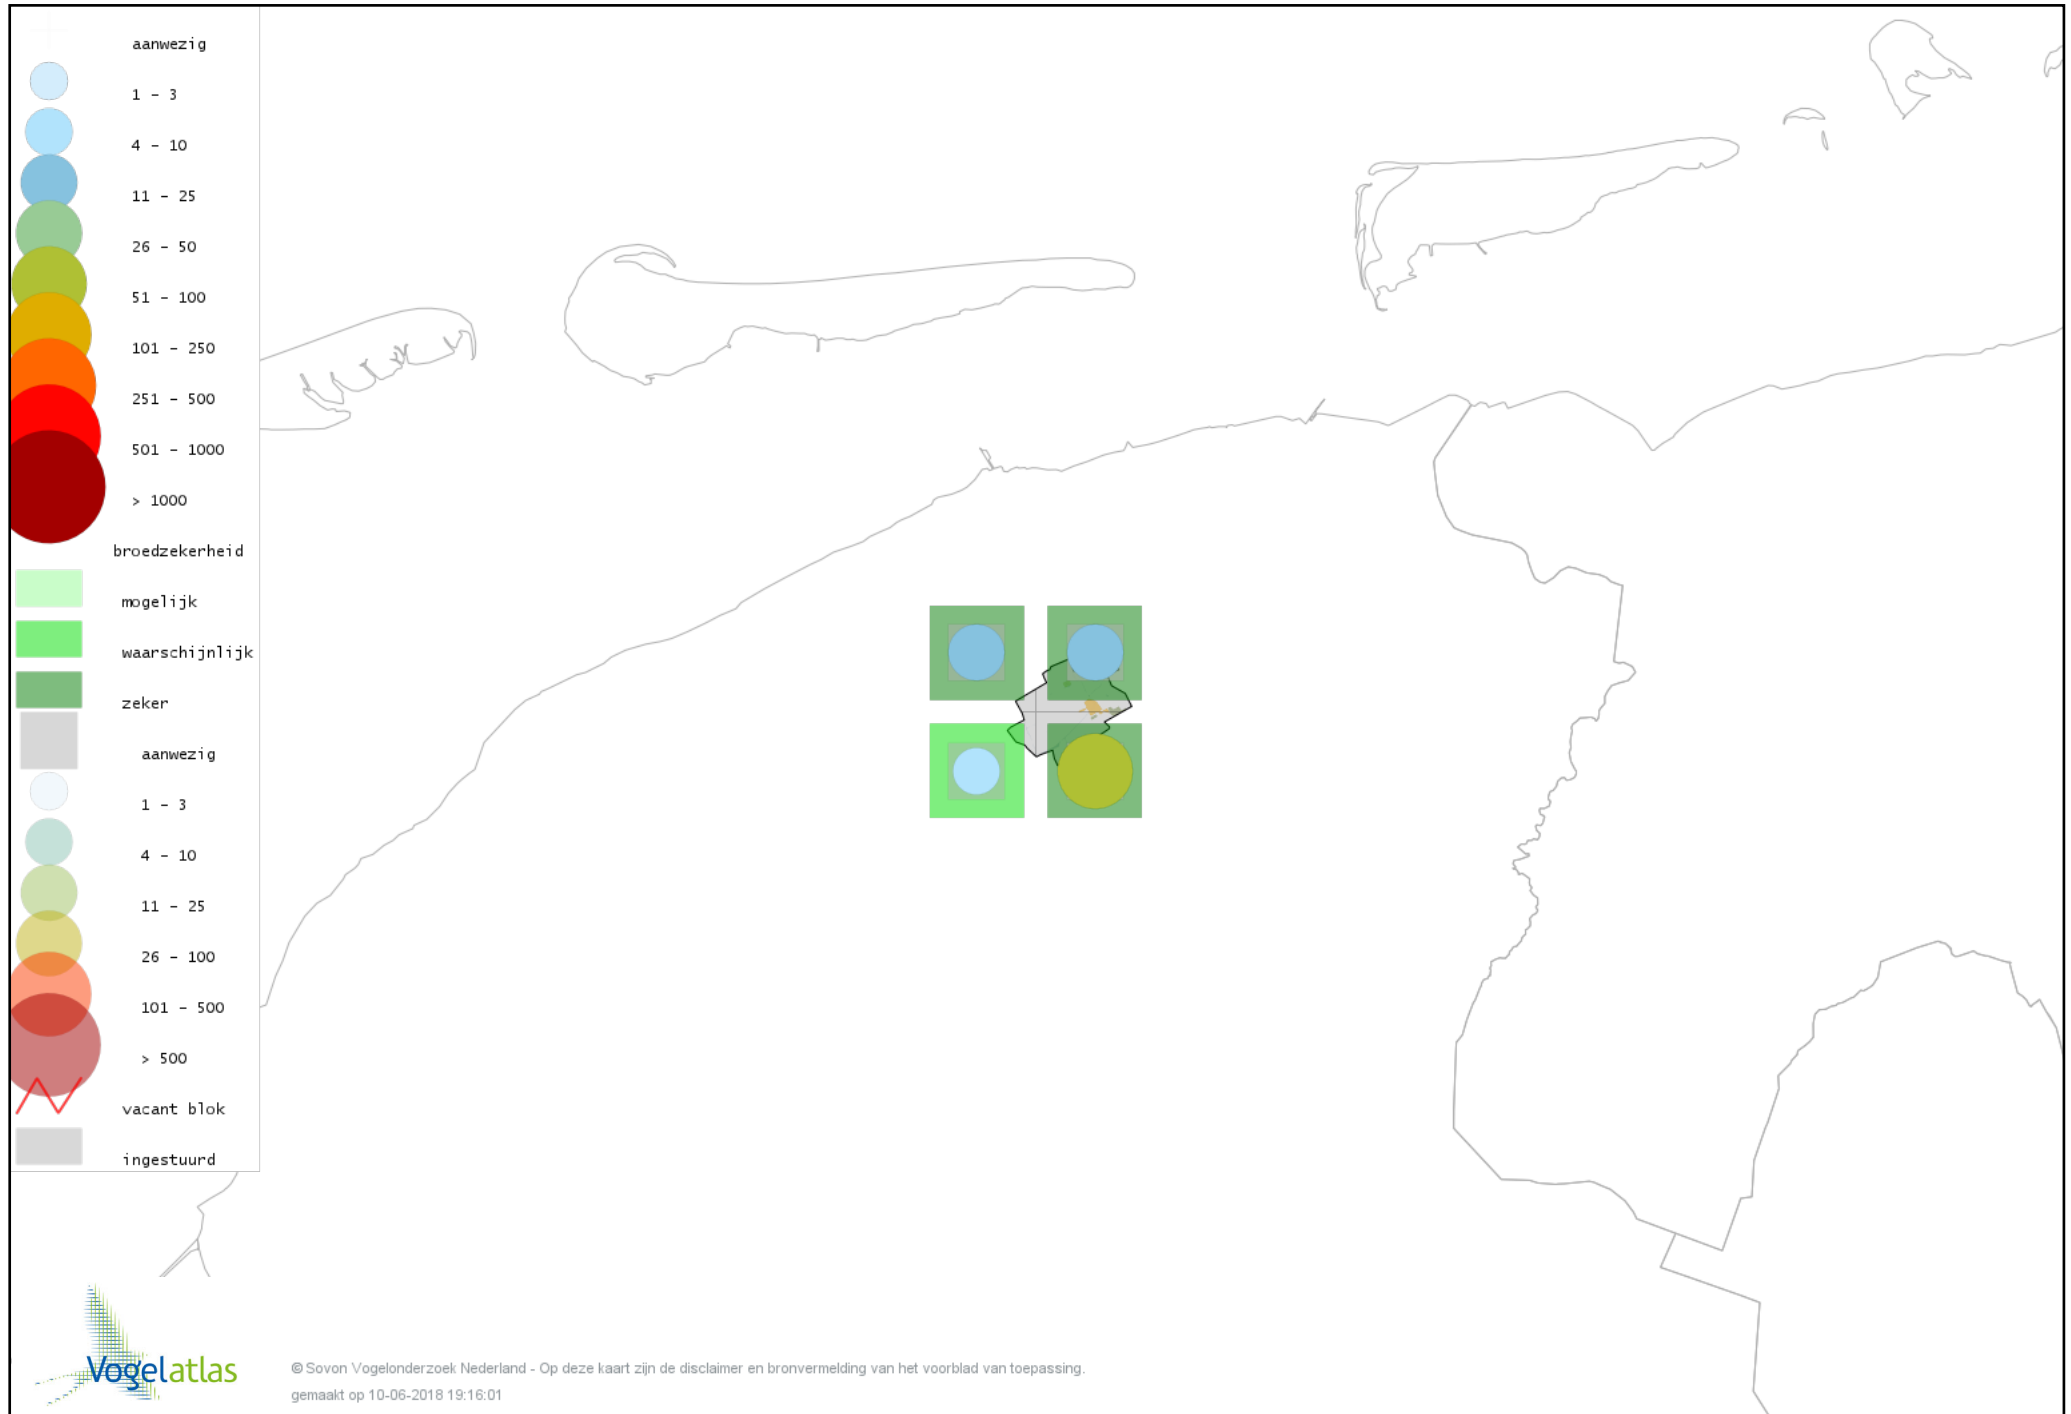 aanwezig
1 - 3
4 - 10
11 - 25
26 - 50
51 - 100
101 - 250
251 - 500
501 - 1000
> 1000
broedzekerheid
mogelijk
waarschijnlijk
zeker
aanwezig
1 - 3
4 - 10
11 - 25
26 - 100
101 - 500
> 500
vacant blok
ingestuurd
Vogelatlas
© Sovon Vogelonderzoek Nederland - Op deze kaart zijn de disclaimer en bronvermelding van het voorblad van toepassing.
gemaakt op 10-06-2018 19:16:01